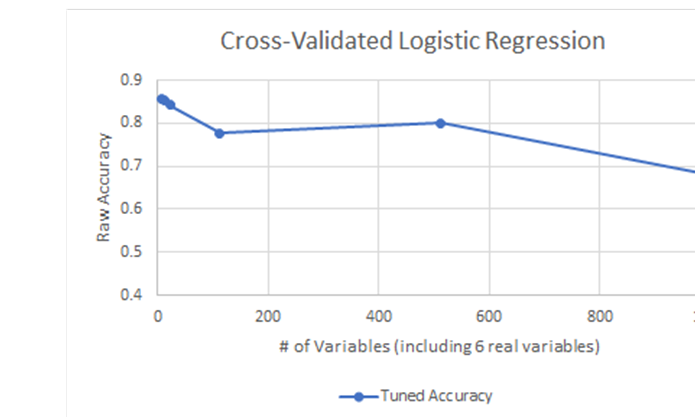 Cross-Validated Logistic Regression
0.9
0.8
0.7
0.6
0.5
0.4
Raw Accuracy
0 200 400 600 800
# of Variables (including 6 real variables)
Tuned Accuracy